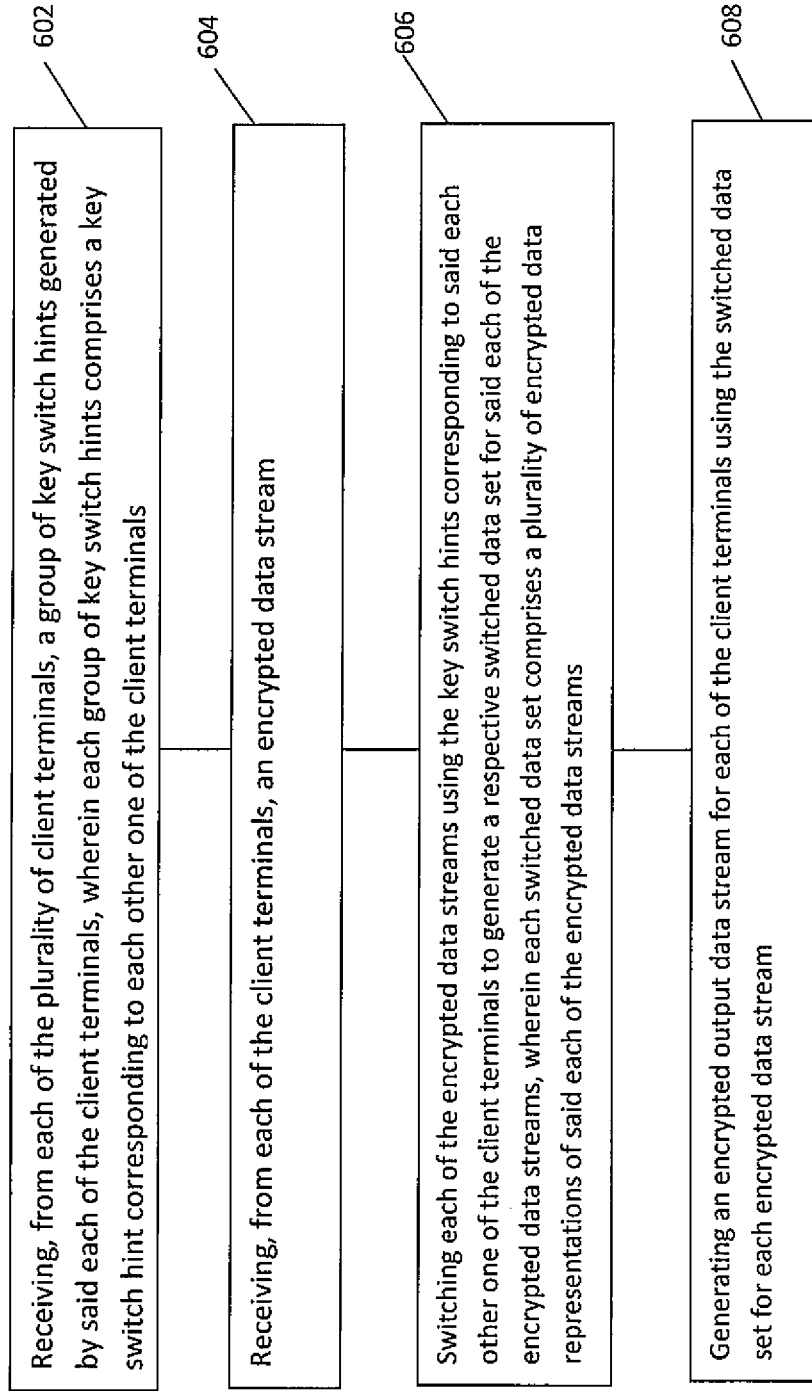 Receiving, from each of the plurality of client terminals, a group of key switch hints generated
by said each of the client terminals, wherein each group of key switch hints comprises a key
switch hint corresponding to each other one of the client terminals
602
Receiving, from each of the client terminals, an encrypted data stream
604
Switching each of the encrypted data streams using the key switch hints corresponding to said each
other one of the client terminals to generate a respective switched data set for said each of the
encrypted data streams, wherein each switched data set comprises a plurality of encrypted data
representations of said each of the encrypted data streams
606
Generating an encrypted output data stream for each of the client terminals using the switched data
set for each encrypted data stream
608